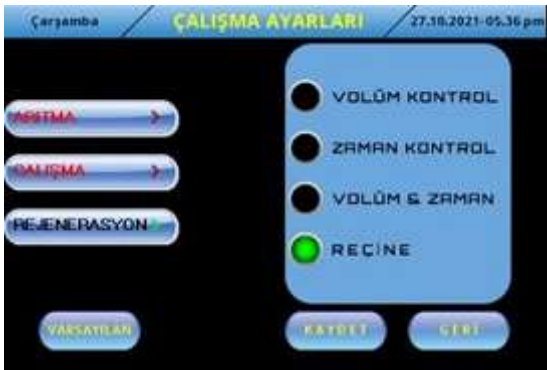 Çarşamba
ÇALIŞMA AYARLARI
27.10.2021-05.36 pm
ARITMA >
ÇALIŞMA >
REJENERASYON
VOLÜM KONTROL
ZAMAN KONTROL
VOLÜM & ZAMAN
REÇİNE
VARSAYILAN
KAYDET
GERİ